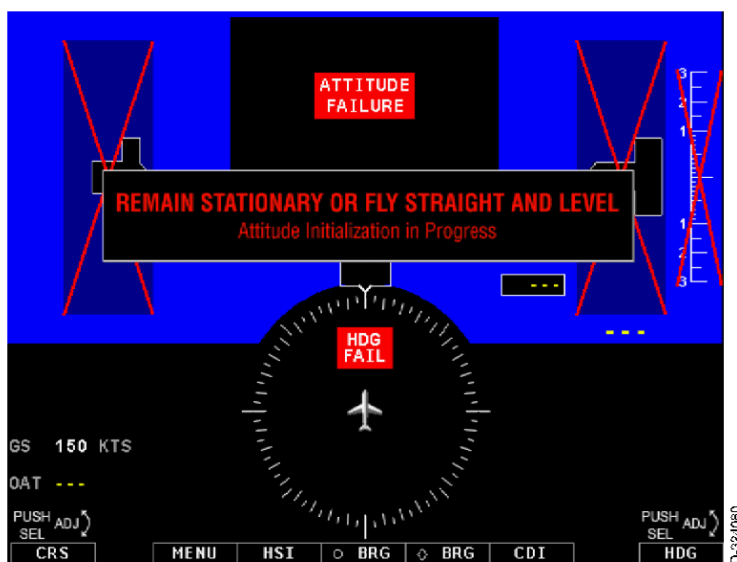 ATTITUDE
FAILURE
3
2
1
REMAIN STATIONARY OR FLY STRAIGHT AND LEVEL
Attitude Initialization in Progress
1
2
3
---
---
HDG
FAIL
GS 150 KTS
OAT ---
PUSH
SEL
ADJ
PUSH
SEL
ADJ
CRS
MENU
HSI
○ BRG
◇ BRG
CDI
HDG